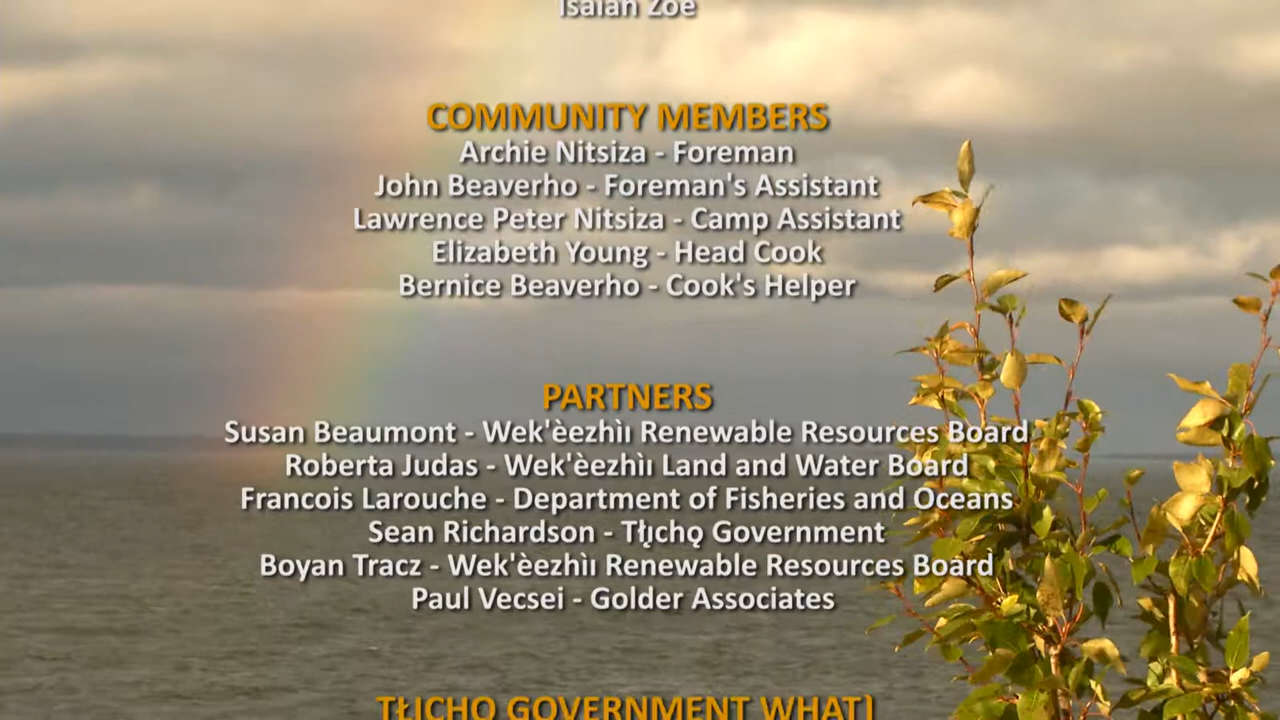 Isaiah Zoe
COMMUNITY MEMBERS
Archie Nitsiza - Foreman
John Beaverho - Foreman's Assistant
Lawrence Peter Nitsiza - Camp Assistant
Elizabeth Young - Head Cook
Bernice Beaverho - Cook's Helper
PARTNERS
Susan Beaumont - Wek'èezhìı Renewable Resources Board
Roberta Judas - Wek'èezhìı Land and Water Board
Francois Larouche - Department of Fisheries and Oceans
Sean Richardson - Tłı̨chǫ Government
Boyan Tracz - Wek'èezhìı Renewable Resources Board
Paul Vecsei - Golder Associates
GOVERNMENT